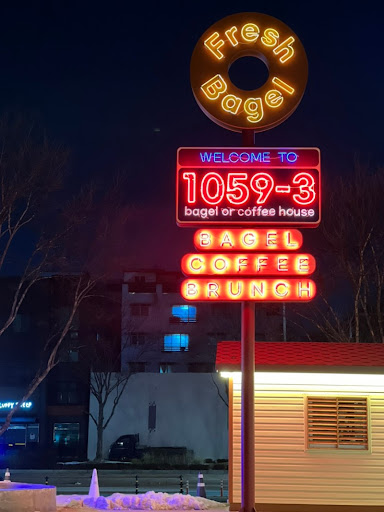 Fresh
Bagel
WELCOME TO
1059-3
bagel or coffee house
BAGEL
COFFEE
BRUNCH